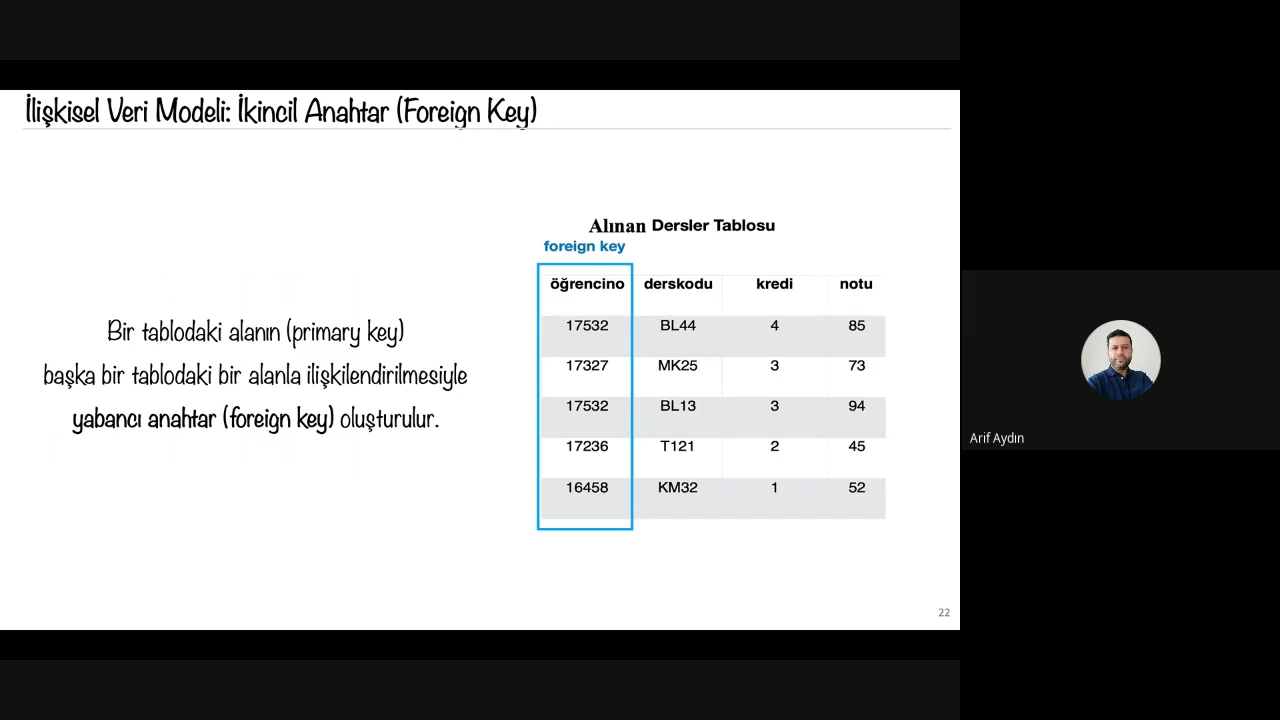 İlişkisel Veri Modeli: İkincil Anahtar (Foreign Key)
Bir tablodaki alanın (primary key)
başka bir tablodaki bir alanla ilişkilendirilmesiyle
yabancı anahtar (foreign key) oluşturulur.
Alınan Dersler Tablosu
foreign key
öğrencino derskodu kredi notu
17532 BL44 4 85
17327 MK25 3 73
17532 BL13 3 94
17236 T121 2 45
16458 KM32 1 52
22
Arif Aydın